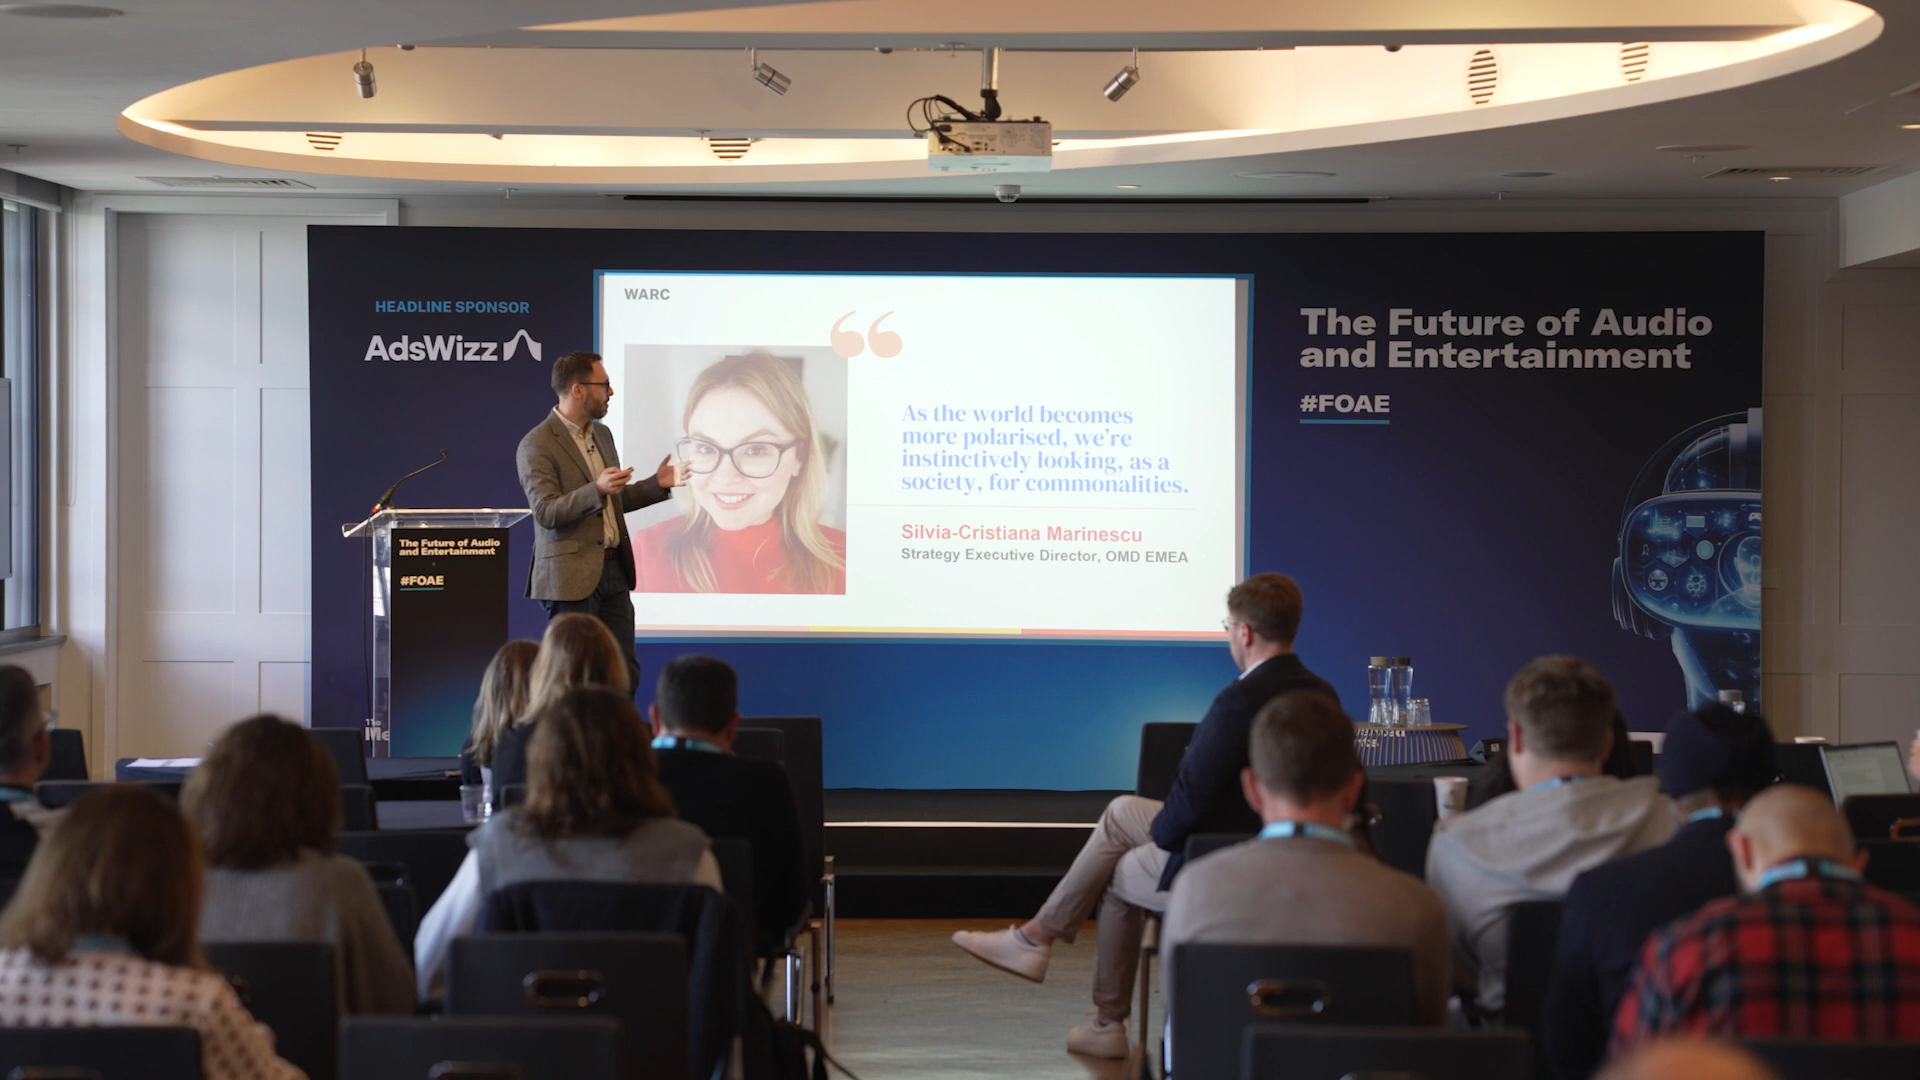 HEADLINE SPONSOR
AdsWizz
WARC
“
As the world becomes
more polarised, we’re
instinctively looking, as a
society, for commonalities.
Silvia-Cristiana Marinescu
Strategy Executive Director, OMD EMEA
The Future of Audio
and Entertainment
#FOAE
The Future of Audio
and Entertainment
#FOAE
The
Me